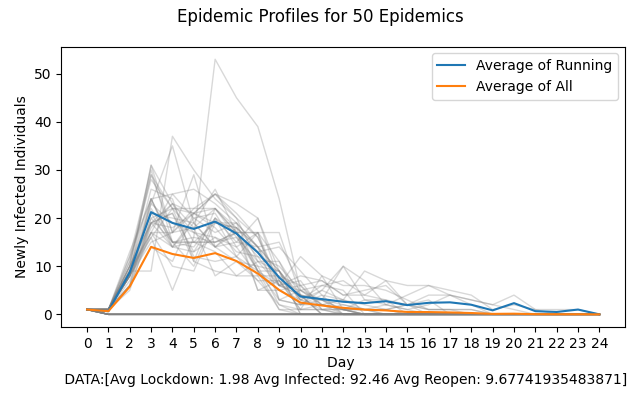 Epidemic Profiles for 50 Epidemics
Average of Running
Average of All
Newly Infected Individuals
50
40
30
20
10
0
0 1 2 3 4 5 6 7 8 9 10 11 12 13 14 15 16 17 18 19 20 21 22 23 24
Day
DATA:[Avg Lockdown: 1.98 Avg Infected: 92.46 Avg Reopen: 9.67741935483871]